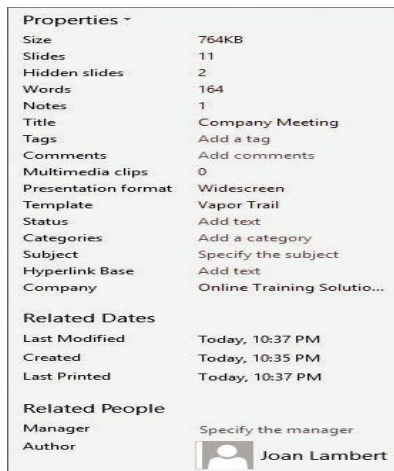 Properties
Size 764KB
Slides 11
Hidden slides 2
Words 164
Notes 1
Title Company Meeting
Tags Add a tag
Comments Add comments
Multimedia clips 0
Presentation format Widescreen
Template Vapor Trail
Status Add text
Categories Add a category
Subject Specify the subject
Hyperlink Base Add text
Company Online Training Solutio...
Related Dates
Last Modified Today, 10:37 PM
Created Today, 10:35 PM
Last Printed Today, 10:37 PM
Related People
Manager Specify the manager
Author Joan Lambert